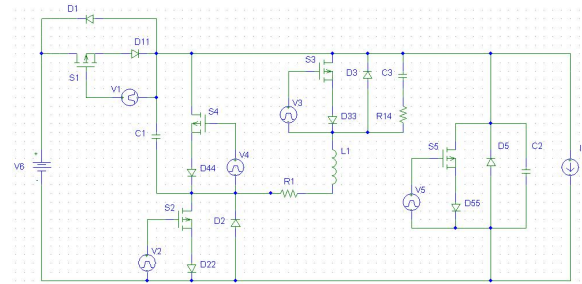 D1
D11
S1
V1
C1
V6
+
-
S4
V4
D44
S2
D2
V2
D22
S3
D3
C3
V3
D33
R14
L1
R1
S5
D5
C2
V5
D55
I